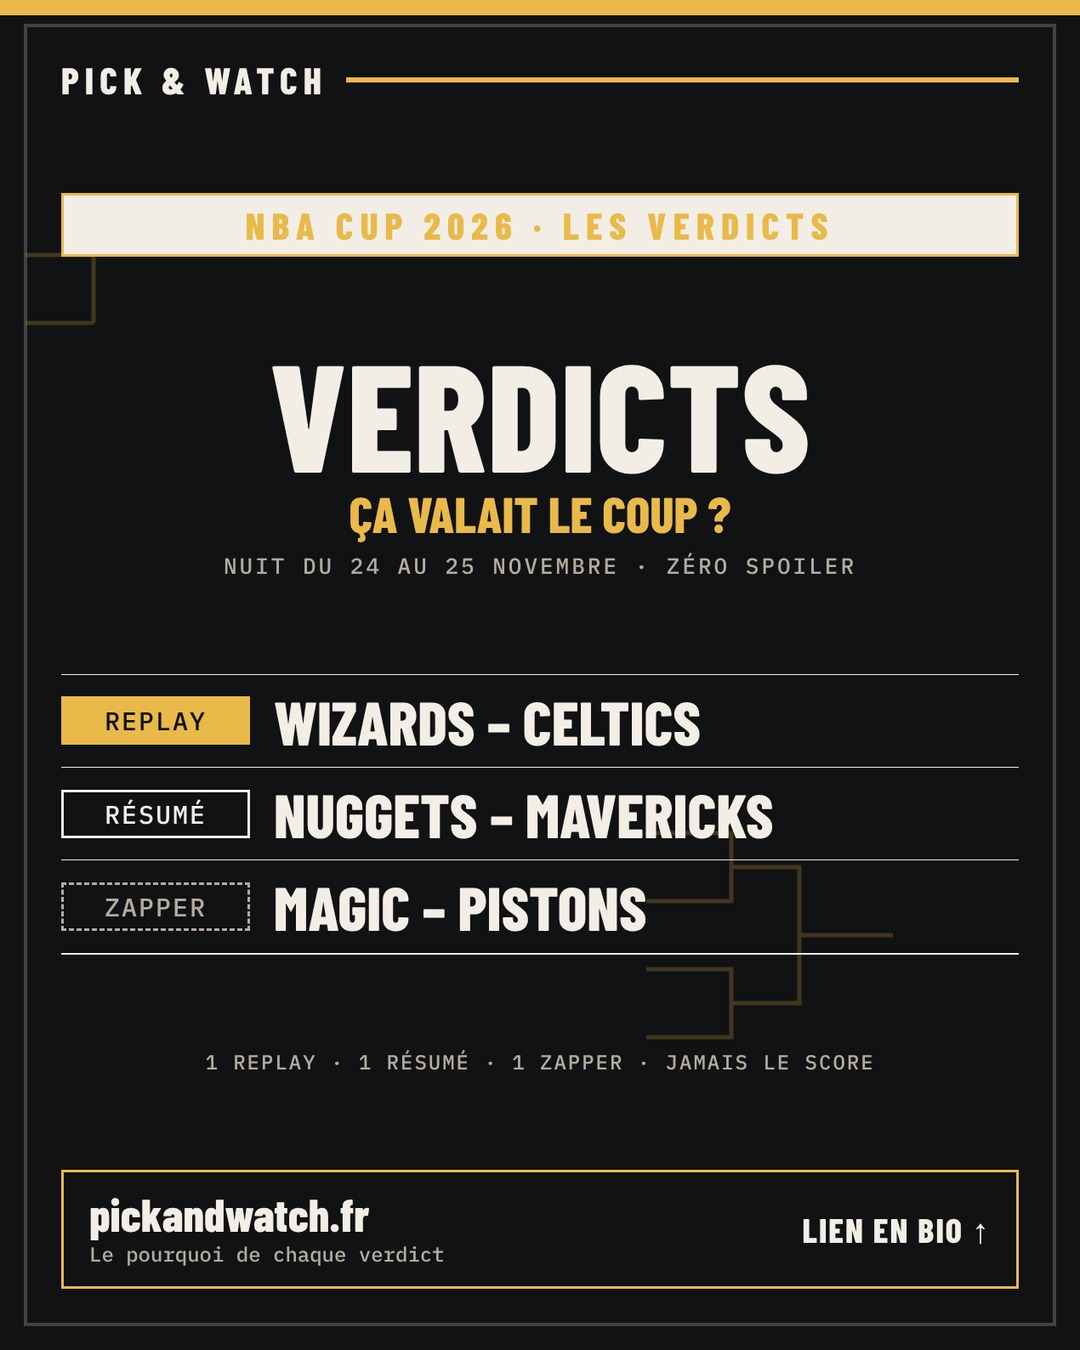 PICK & WATCH
NBA CUP 2026 · LES VERDICTS
VERDICTS
ÇA VALAIT LE COUP ?
NUIT DU 24 AU 25 NOVEMBRE · ZÉRO SPOILER
REPLAY WIZARDS – CELTICS
RÉSUMÉ NUGGETS – MAVERICKS
ZAPPER MAGIC – PISTONS
1 REPLAY · 1 RÉSUMÉ · 1 ZAPPER · JAMAIS LE SCORE
pickandwatch.fr
Le pourquoi de chaque verdict
LIEN EN BIO ↑